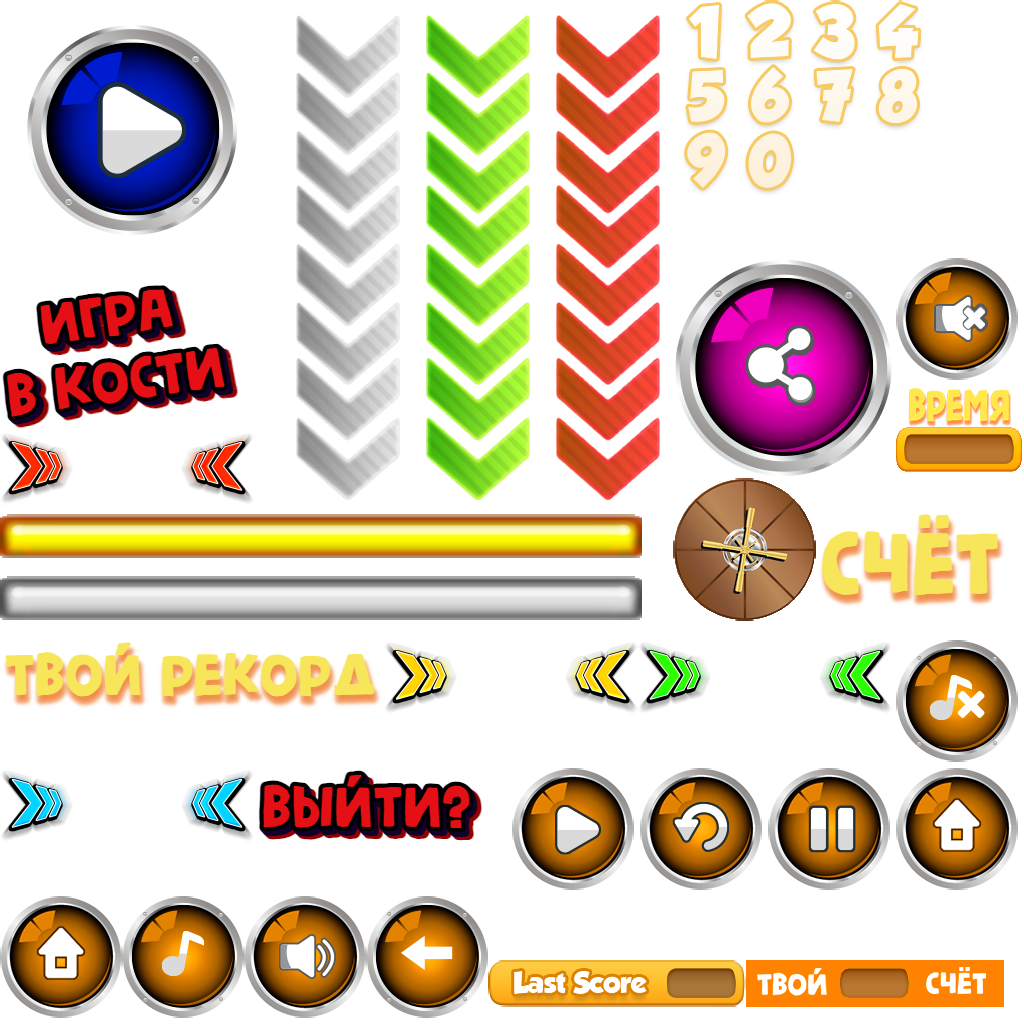 1 2 3 4
5 6 7 8
9 0
ИГРА
В КОСТИ
ВРЕМЯ
СЧЁТ
ТВОЙ РЕКОРД
ВЫЙТИ?
Last Score
ТВОЙ СЧЁТ